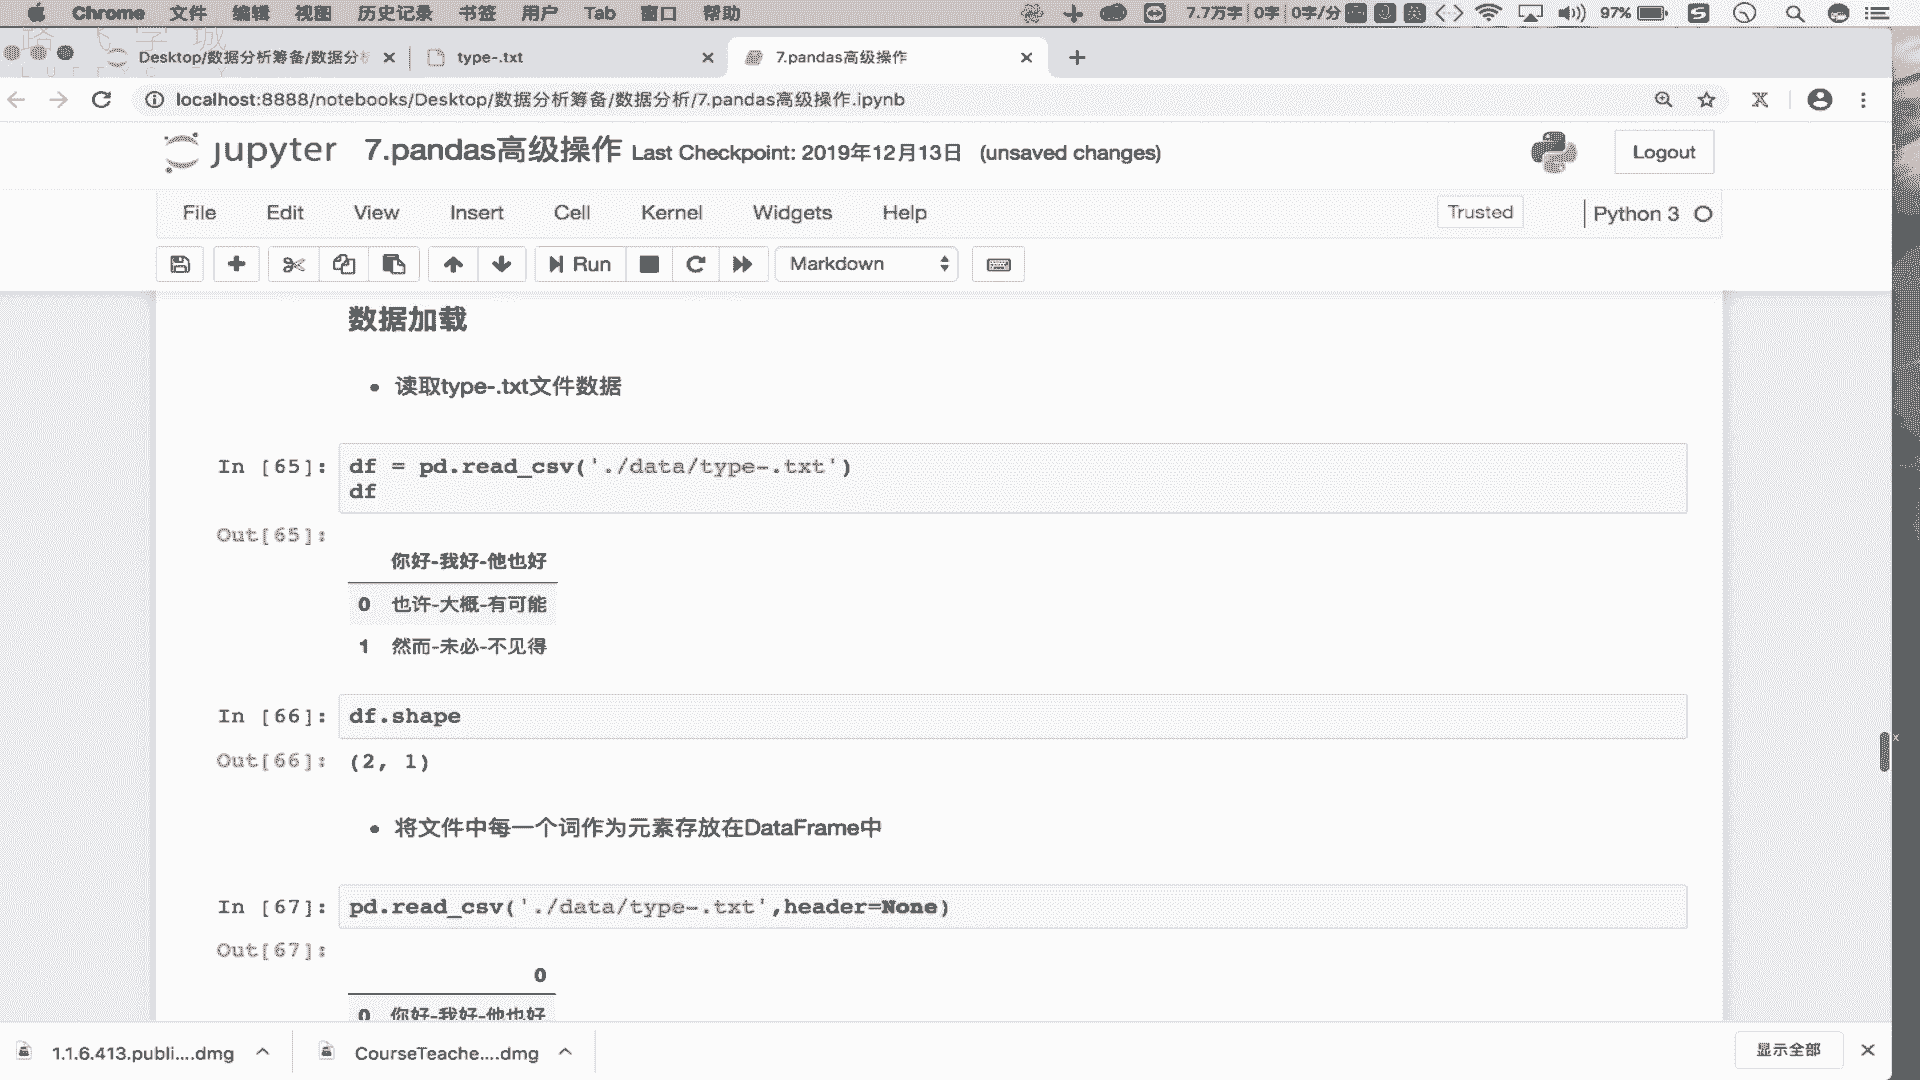 Chrome 文件 编辑 视图 历史记录 书签 用户 Tab 窗口 帮助 7.7万字 0字 0字/分 97%
Desktop/数据分析筹备/数据分 type-.txt 7.pandas高级操作
localhost:8888/notebooks/Desktop/数据分析筹备/数据分析/7.pandas高级操作.ipynb
jupyter 7.pandas高级操作 Last Checkpoint: 2019年12月13日 (unsaved changes) Logout
File Edit View Insert Cell Kernel Widgets Help Trusted Python 3
Run Markdown
数据加载
• 读取type-.txt文件数据
In [65]: df = pd.read_csv('./data/type-.txt')
df
Out[65]:
你好-我好-他也好
0 也许-大概-有可能
1 然而-未必-不见得
In [66]: df.shape
Out[66]: (2, 1)
• 将文件中每一个词作为元素存放在DataFrame中
In [67]: pd.read_csv('./data/type-.txt',header=None)
Out[67]:
0
0 你好-我好-他也好
1.1.6.413.publi....dmg CourseTeache....dmg 显示全部